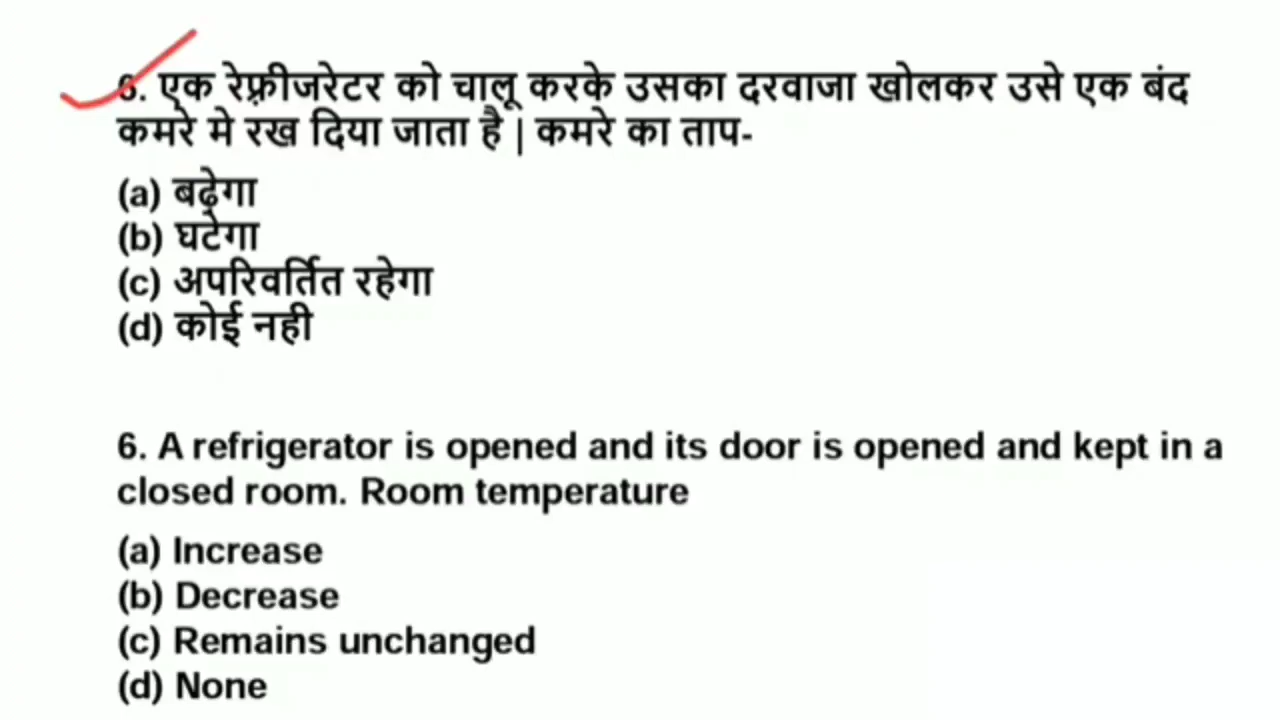 6. एक रेफ़्रीजरेटर को चालू करके उसका दरवाजा खोलकर उसे एक बंद
कमरे मे रख दिया जाता है | कमरे का ताप-
(a) बढ़ेगा
(b) घटेगा
(c) अपरिवर्तित रहेगा
(d) कोई नही
6. A refrigerator is opened and its door is opened and kept in a
closed room. Room temperature
(a) Increase
(b) Decrease
(c) Remains unchanged
(d) None